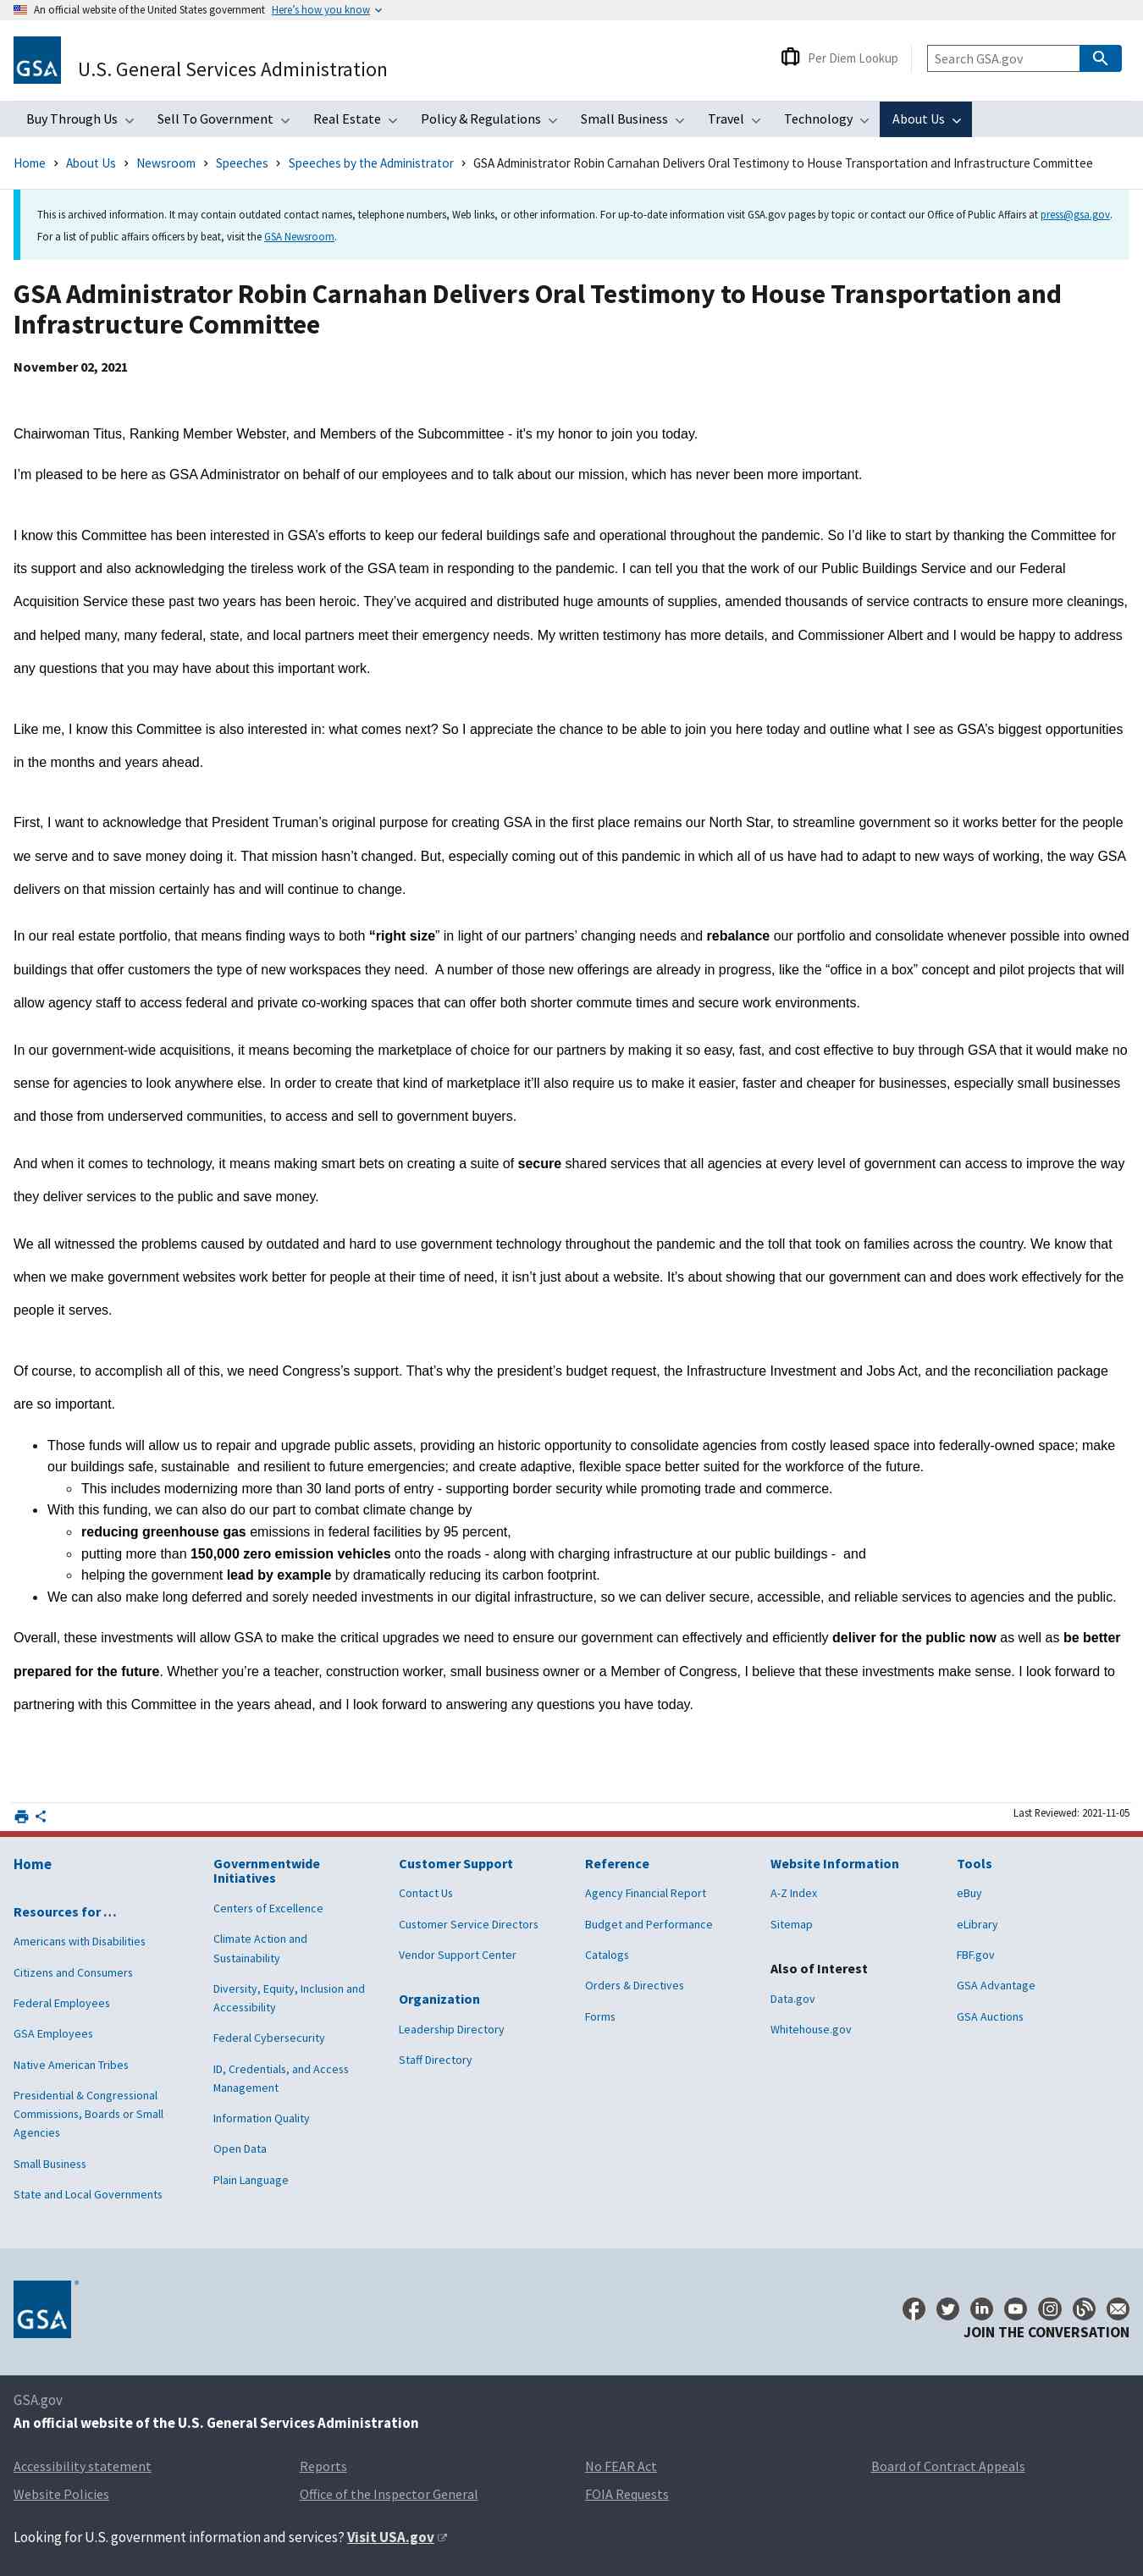 An official website of the United States government Here's how you know
GSA U.S. General Services Administration
Per Diem Lookup
Search GSA.gov
Buy Through Us Sell To Government Real Estate Policy & Regulations Small Business Travel Technology About Us
Home › About Us › Newsroom › Speeches › Speeches by the Administrator › GSA Administrator Robin Carnahan Delivers Oral Testimony to House Transportation and Infrastructure Committee
This is archived information. It may contain outdated contact names, telephone numbers, Web links, or other information. For up-to-date information visit GSA.gov pages by topic or contact our Office of Public Affairs at press@gsa.gov.
For a list of public affairs officers by beat, visit the GSA Newsroom.
GSA Administrator Robin Carnahan Delivers Oral Testimony to House Transportation and
Infrastructure Committee
November 02, 2021
Chairwoman Titus, Ranking Member Webster, and Members of the Subcommittee - it's my honor to join you today.
I’m pleased to be here as GSA Administrator on behalf of our employees and to talk about our mission, which has never been more important.
I know this Committee has been interested in GSA’s efforts to keep our federal buildings safe and operational throughout the pandemic. So I’d like to start by thanking the Committee for
its support and also acknowledging the tireless work of the GSA team in responding to the pandemic. I can tell you that the work of our Public Buildings Service and our Federal
Acquisition Service these past two years has been heroic. They’ve acquired and distributed huge amounts of supplies, amended thousands of service contracts to ensure more cleanings,
and helped many, many federal, state, and local partners meet their emergency needs. My written testimony has more details, and Commissioner Albert and I would be happy to address
any questions that you may have about this important work.
Like me, I know this Committee is also interested in: what comes next? So I appreciate the chance to be able to join you here today and outline what I see as GSA’s biggest opportunities
in the months and years ahead.
First, I want to acknowledge that President Truman’s original purpose for creating GSA in the first place remains our North Star, to streamline government so it works better for the people
we serve and to save money doing it. That mission hasn’t changed. But, especially coming out of this pandemic in which all of us have had to adapt to new ways of working, the way GSA
delivers on that mission certainly has and will continue to change.
In our real estate portfolio, that means finding ways to both “right size” in light of our partners’ changing needs and rebalance our portfolio and consolidate whenever possible into owned
buildings that offer customers the type of new workspaces they need.  A number of those new offerings are already in progress, like the “office in a box” concept and pilot projects that will
allow agency staff to access federal and private co-working spaces that can offer both shorter commute times and secure work environments.
In our government-wide acquisitions, it means becoming the marketplace of choice for our partners by making it so easy, fast, and cost effective to buy through GSA that it would make no
sense for agencies to look anywhere else. In order to create that kind of marketplace it’ll also require us to make it easier, faster and cheaper for businesses, especially small businesses
and those from underserved communities, to access and sell to government buyers.
And when it comes to technology, it means making smart bets on creating a suite of secure shared services that all agencies at every level of government can access to improve the way
they deliver services to the public and save money.
We all witnessed the problems caused by outdated and hard to use government technology throughout the pandemic and the toll that took on families across the country. We know that
when we make government websites work better for people at their time of need, it isn’t just about a website. It’s about showing that our government can and does work effectively for the
people it serves.
Of course, to accomplish all of this, we need Congress’s support. That’s why the president’s budget request, the Infrastructure Investment and Jobs Act, and the reconciliation package
are so important.
• Those funds will allow us to repair and upgrade public assets, providing an historic opportunity to consolidate agencies from costly leased space into federally-owned space; make
our buildings safe, sustainable  and resilient to future emergencies; and create adaptive, flexible space better suited for the workforce of the future.
◦ This includes modernizing more than 30 land ports of entry - supporting border security while promoting trade and commerce.
• With this funding, we can also do our part to combat climate change by
◦ reducing greenhouse gas emissions in federal facilities by 95 percent,
◦ putting more than 150,000 zero emission vehicles onto the roads - along with charging infrastructure at our public buildings -  and
◦ helping the government lead by example by dramatically reducing its carbon footprint.
• We can also make long deferred and sorely needed investments in our digital infrastructure, so we can deliver secure, accessible, and reliable services to agencies and the public.
Overall, these investments will allow GSA to make the critical upgrades we need to ensure our government can effectively and efficiently deliver for the public now as well as be better
prepared for the future. Whether you’re a teacher, construction worker, small business owner or a Member of Congress, I believe that these investments make sense. I look forward to
partnering with this Committee in the years ahead, and I look forward to answering any questions you have today.
Last Reviewed: 2021-11-05
Home
Resources for …
Americans with Disabilities
Citizens and Consumers
Federal Employees
GSA Employees
Native American Tribes
Presidential & Congressional
Commissions, Boards or Small
Agencies
Small Business
State and Local Governments
Governmentwide
Initiatives
Centers of Excellence
Climate Action and
Sustainability
Diversity, Equity, Inclusion and
Accessibility
Federal Cybersecurity
ID, Credentials, and Access
Management
Information Quality
Open Data
Plain Language
Customer Support
Contact Us
Customer Service Directors
Vendor Support Center
Organization
Leadership Directory
Staff Directory
Reference
Agency Financial Report
Budget and Performance
Catalogs
Orders & Directives
Forms
Website Information
A-Z Index
Sitemap
Also of Interest
Data.gov
Whitehouse.gov
Tools
eBuy
eLibrary
FBF.gov
GSA Advantage
GSA Auctions
GSA ®
JOIN THE CONVERSATION
GSA.gov
An official website of the U.S. General Services Administration
Accessibility statement Reports No FEAR Act Board of Contract Appeals
Website Policies Office of the Inspector General FOIA Requests
Looking for U.S. government information and services? Visit USA.gov